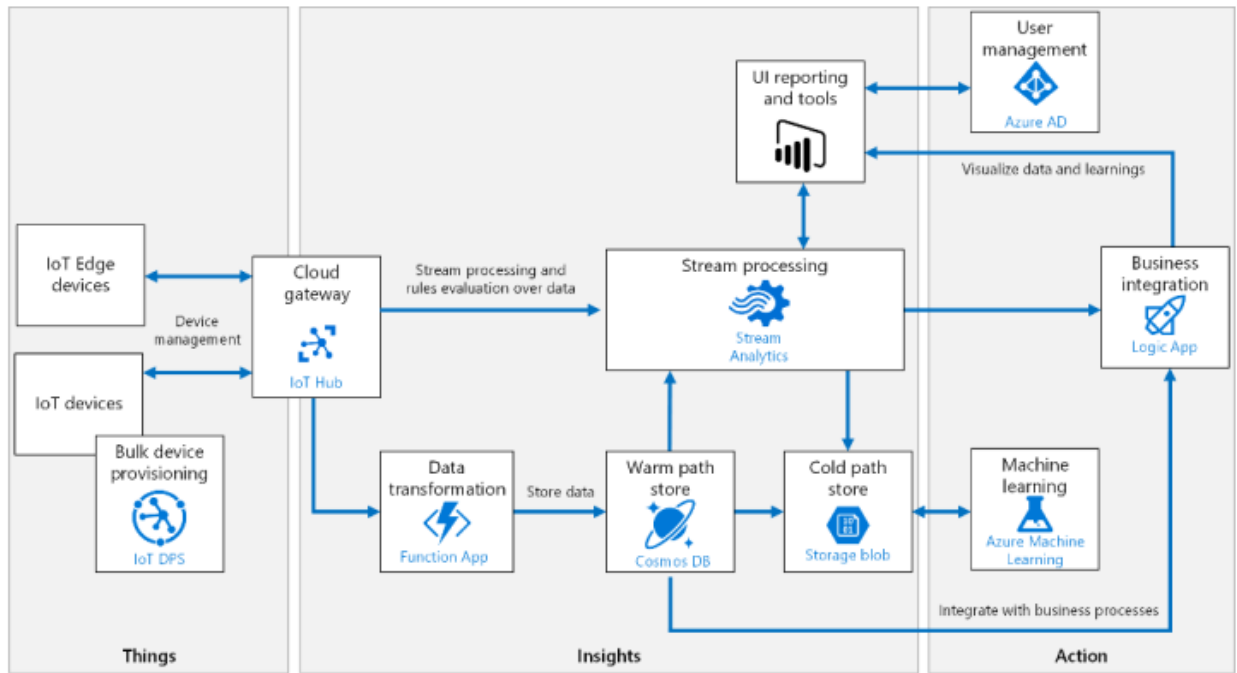 User
management
Azure AD
UI reporting
and tools
Visualize data and learnings
IoT Edge
devices
Cloud
gateway
IoT Hub
Stream processing and
rules evaluation over data
Stream processing
Stream
Analytics
Business
integration
Logic App
Device
management
IoT devices
Bulk device
provisioning
IoT DPS
Data
transformation
Function App
Store data
Warm path
store
Cosmos DB
Cold path
store
10
01
Storage blob
Machine
learning
Azure Machine
Learning
Integrate with business processes
Things
Insights
Action